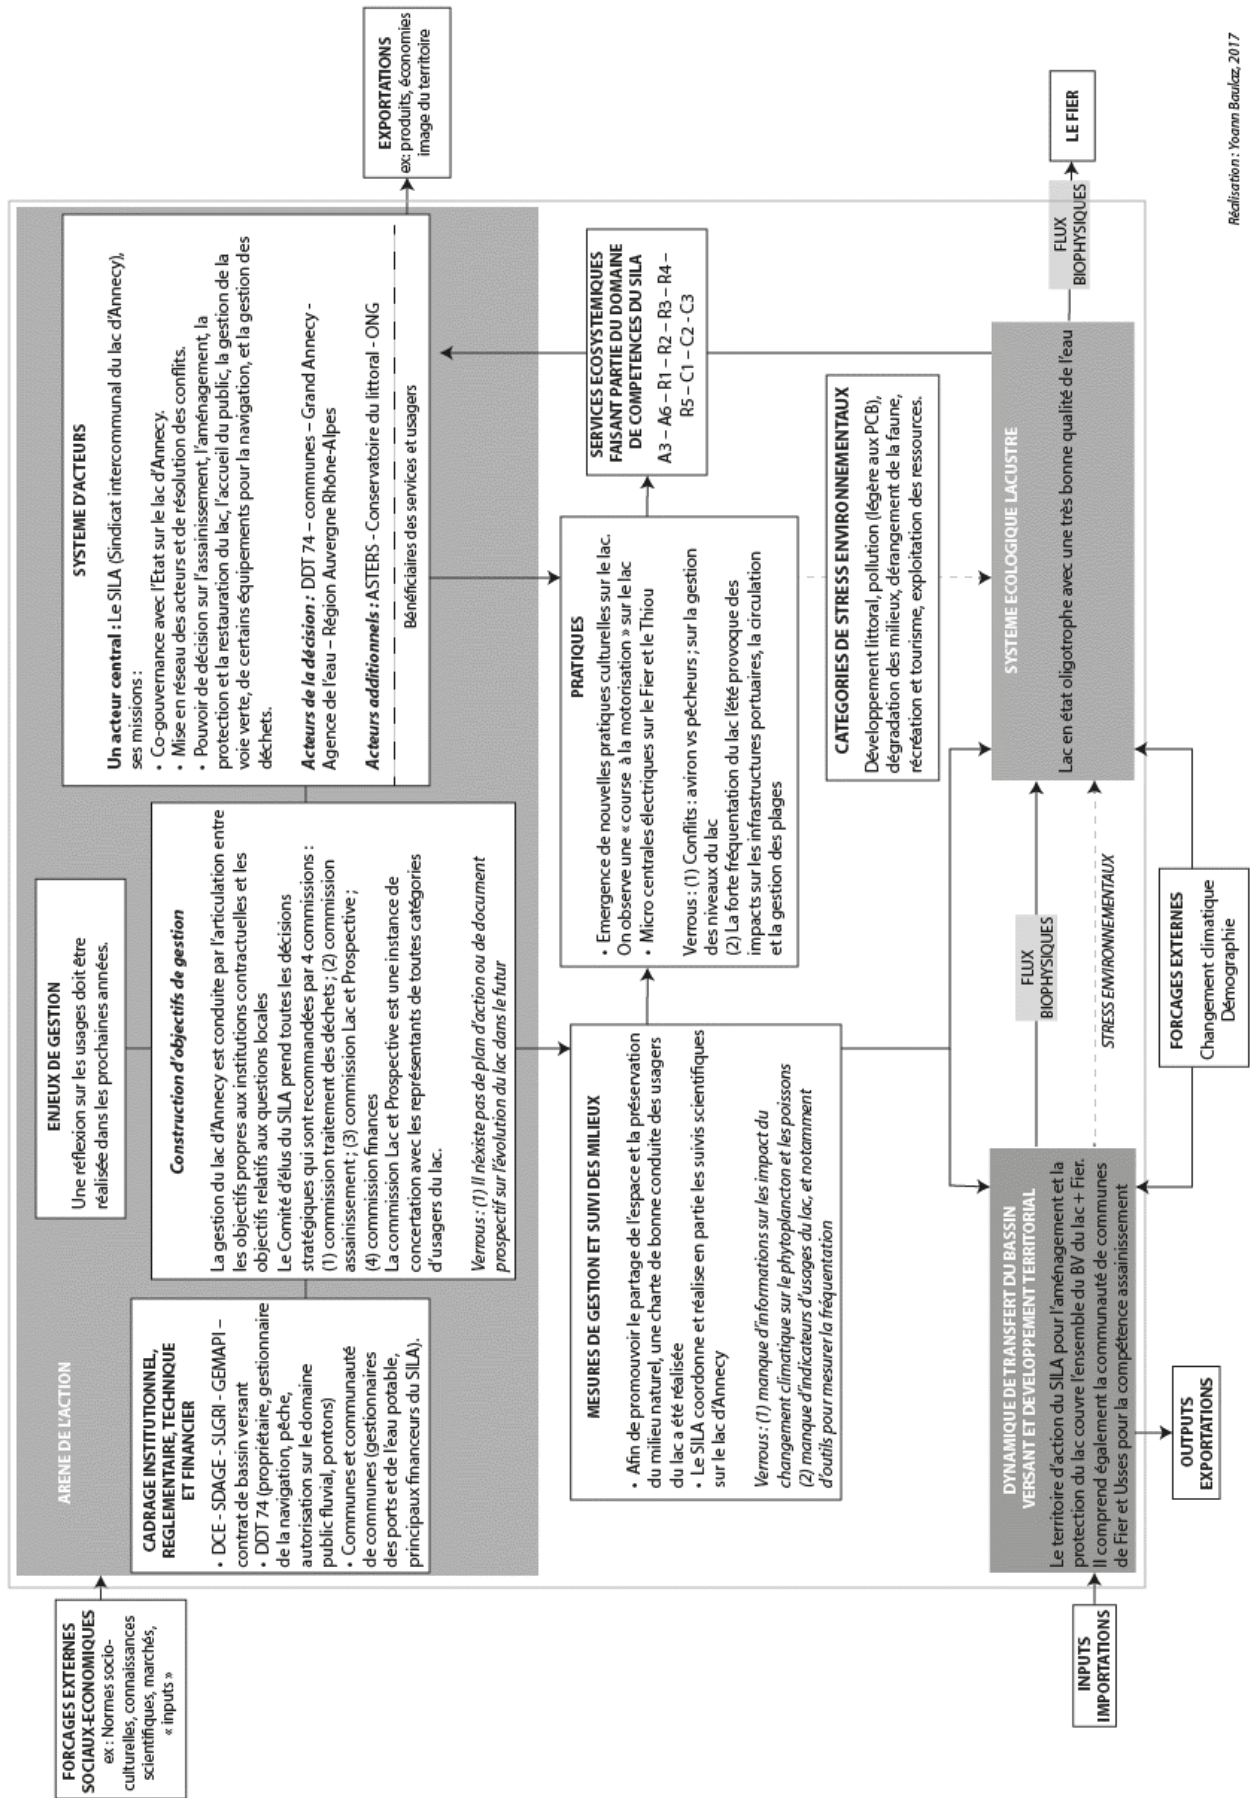 FORCAGES EXTERNES
SOCIAUX-ECONOMIQUES
ex : Normes socio-
culturelles, connaissances
scientifiques, marchés,
« inputs »
ARENE DE L'ACTION
ENJEUX DE GESTION
Une réflexion sur les usages doit être
réalisée dans les prochaines années.
CADRAGE INSTITUTIONNEL,
REGLEMENTAIRE, TECHNIQUE
ET FINANCIER
• DCE - SDAGE - SLGRI - GEMAPI –
contrat de bassin versant
• DDT 74 (propriétaire, gestionnaire
de la navigation, pêche,
autorisation sur le domaine
public fluvial, pontons)
• Communes et communauté
de communes (gestionnaires
des ports et de l'eau potable,
principaux financeurs du SILA).
Construction d'objectifs de gestion
La gestion du lac d'Annecy est conduite par l'articulation entre
les objectifs propres aux institutions contractuelles et les
objectifs relatifs aux questions locales
Le Comité d'élus du SILA prend toutes les décisions
stratégiques qui sont recommandées par 4 commissions :
(1) commission traitement des déchets ; (2) commission
assainissement ; (3) commission Lac et Prospective ;
(4) commission finances
La commission Lac et Prospective est une instance de
concertation avec les représentants de toutes catégories
d'usagers du lac.
Verrous : (1) Il n'existe pas de plan d'action ou de document
prospectif sur l'évolution du lac dans le futur
SYSTEME D'ACTEURS
Un acteur central : Le SILA (Sindicat intercommunal du lac d'Annecy),
ses missions :
• Co-gouvernance avec l'Etat sur le lac d'Annecy.
• Mise en réseau des acteurs et de résolution des conflits.
• Pouvoir de décision sur l'assainissement, l'aménagement, la
protection et la restauration du lac, l'accueil du public, la gestion de la
voie verte, de certains équipements pour la navigation, et la gestion des
déchets.
Acteurs de la décision : DDT 74 – communes – Grand Annecy -
Agence de l'eau – Région Auvergne Rhône-Alpes
Acteurs additionnels : ASTERS - Conservatoire du littoral - ONG
Bénéficiaires des services et usagers
EXPORTATIONS
ex: produits, économies
image du territoire
MESURES DE GESTION ET SUIVI DES MILIEUX
• Afin de promouvoir le partage de l'espace et la préservation
du milieu naturel, une charte de bonne conduite des usagers
du lac a été réalisée
• Le SILA coordonne et réalise en partie les suivis scientifiques
sur le lac d'Annecy
Verrous : (1) manque d'informations sur les impact du
changement climatique sur le phytoplancton et les poissons
(2) manque d'indicateurs d'usages du lac, et notamment
d'outils pour mesurer la fréquentation
PRATIQUES
• Emergence de nouvelles pratiques culturelles sur le lac.
On observe une « course à la motorisation » sur le lac
• Micro centrales électriques sur le Fier et le Thiou
Verrous : (1) Conflits : aviron vs pêcheurs ; sur la gestion
des niveaux du lac
(2) La forte fréquentation du lac l'été provoque des
impacts sur les infrastructures portuaires, la circulation
et la gestion des plages
SERVICES ECOSYSTEMIQUES
FAISANT PARTIE DU DOMAINE
DE COMPETENCES DU SILA
A3 – A6 – R1 – R2 – R3 – R4 –
R5 – C1 – C2 - C3
CATEGORIES DE STRESS ENVIRONNEMENTAUX
Développement littoral, pollution (légère aux PCB),
dégradation des milieux, dérangement de la faune,
récréation et tourisme, exploitation des ressources.
DYNAMIQUE DE TRANSFERT DU BASSIN
VERSANT ET DEVELOPPEMENT TERRITORIAL
Le territoire d'action du SILA pour l'aménagement et la
protection du lac couvre l'ensemble du BV du lac + Fier.
Il comprend également la communauté de communes
de Fier et Usses pour la compétence assainissement
FLUX
BIOPHYSIQUES
STRESS ENVIRONNEMENTAUX
SYSTEME ECOLOGIQUE LACUSTRE
Lac en état oligotrophe avec une très bonne qualité de l'eau
FLUX
BIOPHYSIQUES
LE FIER
INPUTS
IMPORTATIONS
OUTPUTS
EXPORTATIONS
FORCAGES EXTERNES
Changement climatique
Démographie
Réalisation : Yoann Baulaz, 2017